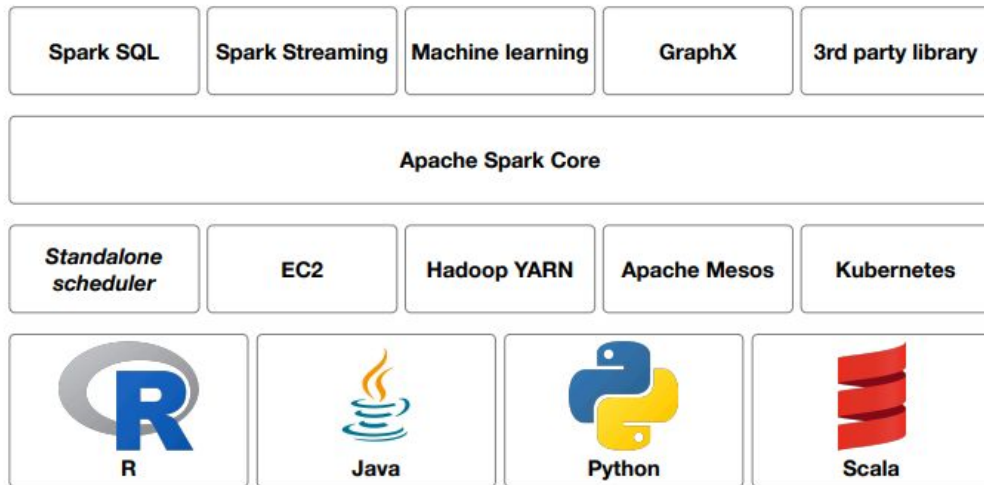 Spark SQL
Spark Streaming
Machine learning
GraphX
3rd party library
Apache Spark Core
Standalone
scheduler
EC2
Hadoop YARN
Apache Mesos
Kubernetes
R
R
Java
Python
Scala